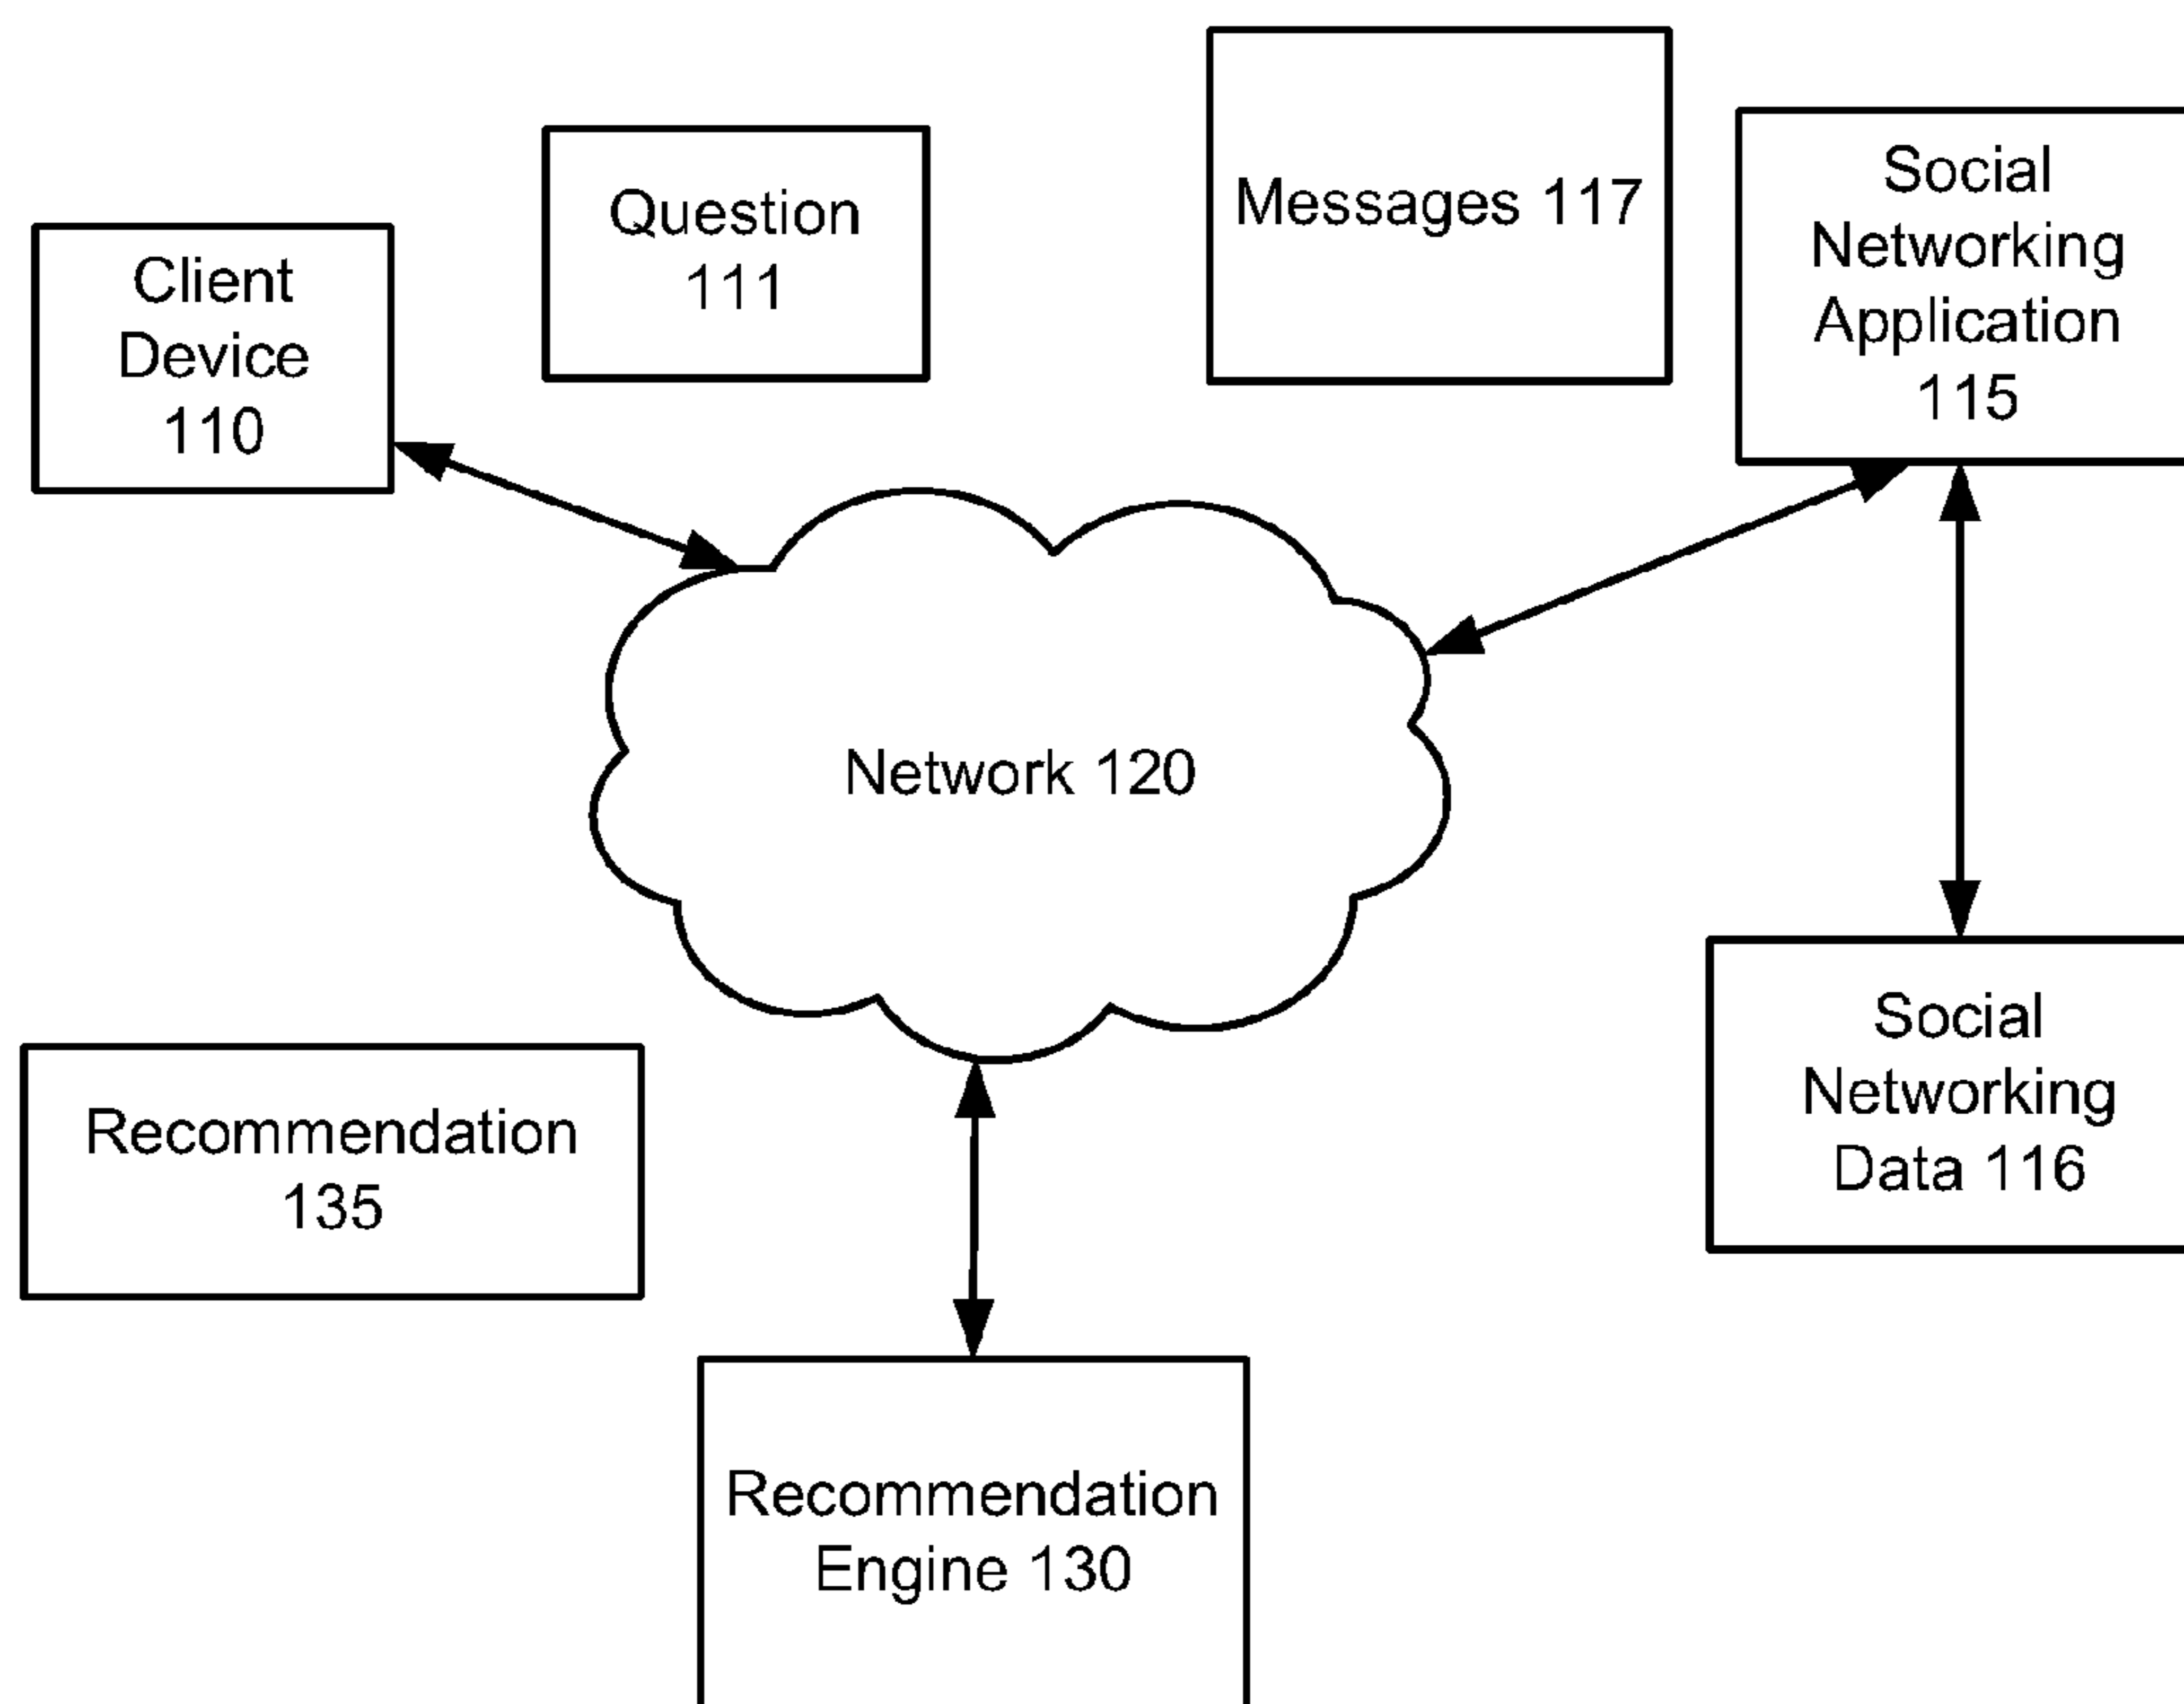 Messages 117
Social
Networking
Application
115
Question
111
Client
Device
110
Network 120
Social
Networking
Data 116
Recommendation
135
Recommendation
Engine 130